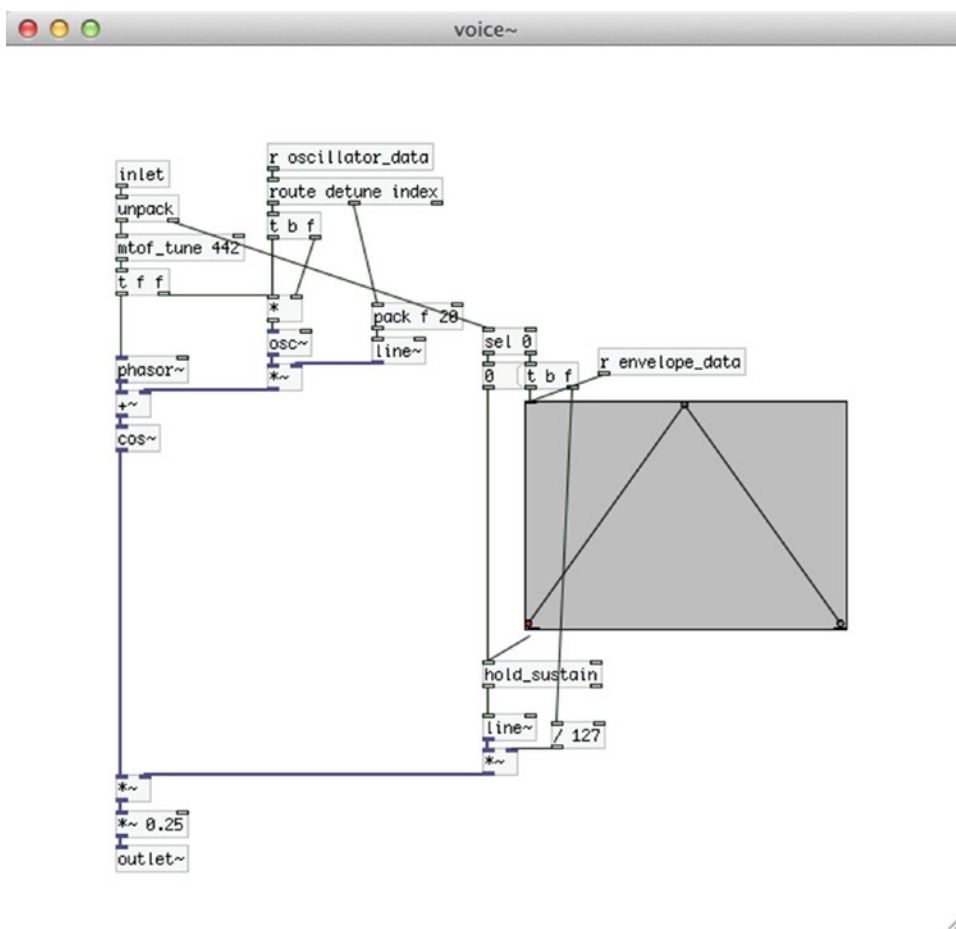 voice~
r oscillator_data
inlet
route detune index
unpack
t b f
mtof_tune 442
t f f
*
pack f 20
osc~
line~
sel 0
phasor~
*~
0
t b f
r envelope_data
+~
cos~
hold_sustain
line~
/ 127
*~
*~
*~ 0.25
outlet~